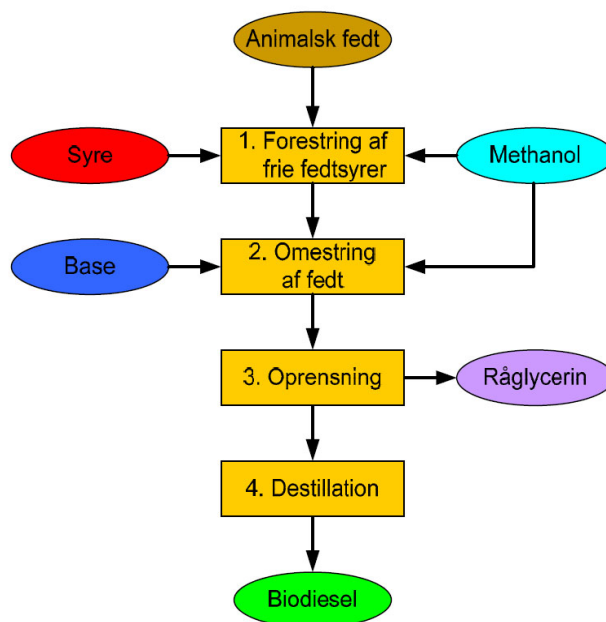 Animalsk fedt
Syre
1. Forestring af
frie fedtsyrer
Methanol
Base
2. Omestring
af fedt
3. Oprensning
Råglycerin
4. Destillation
Biodiesel